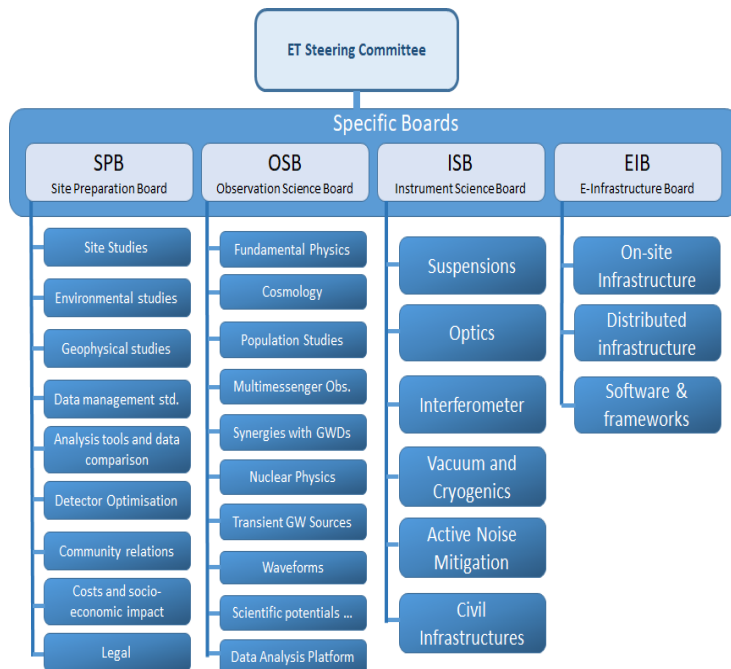 ET Steering Committee
Specific Boards
SPB
Site Preparation Board
OSB
Observation Science Board
ISB
Instrument Science Board
EIB
E-Infrastructure Board
Site Studies
Environmental studies
Geophysical studies
Data management std.
Analysis tools and data
comparison
Detector Optimisation
Community relations
Costs and socio-
economic impact
Legal
Fundamental Physics
Cosmology
Population Studies
Multimessenger Obs.
Synergies with GWDs
Nuclear Physics
Transient GW Sources
Waveforms
Scientific potentials ...
Data Analysis Platform
Suspensions
Optics
Interferometer
Vacuum and
Cryogenics
Active Noise
Mitigation
Civil
Infrastructures
On-site
Infrastructure
Distributed
infrastructure
Software &
frameworks